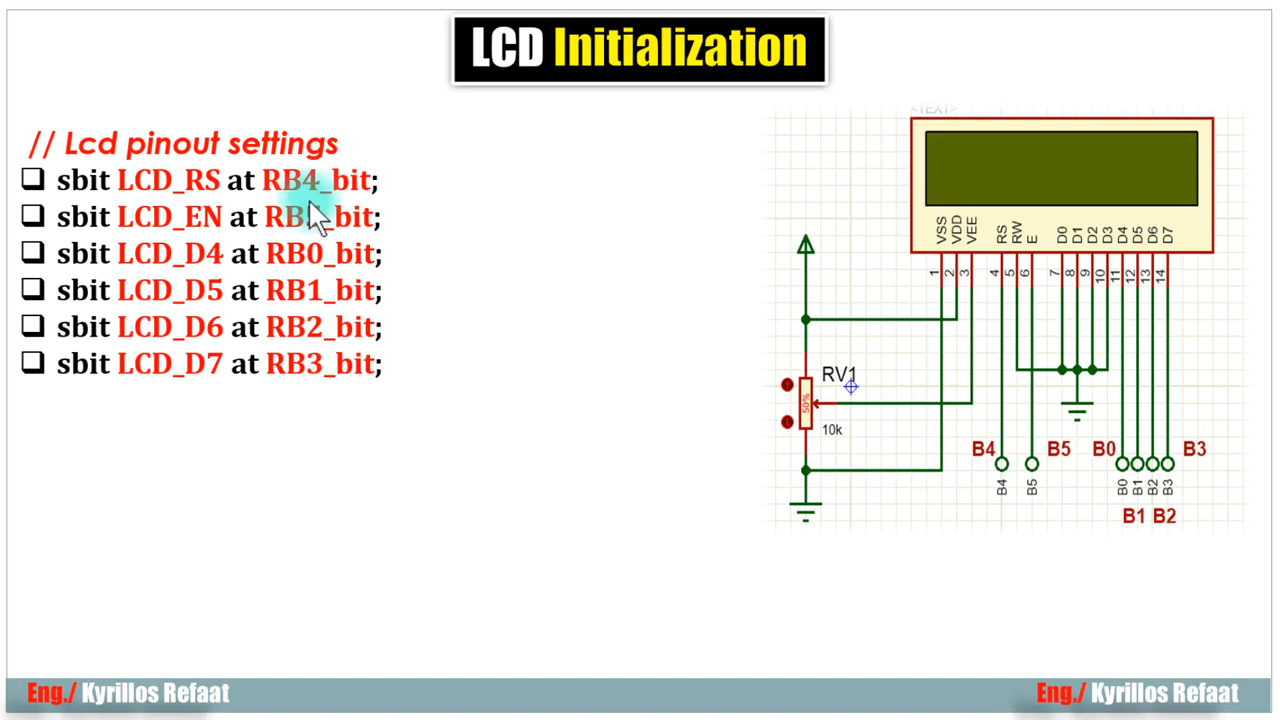 LCD Initialization
// Lcd pinout settings
sbit LCD_RS at RB4_bit;
sbit LCD_EN at _bit;
sbit LCD_D4 at RB0_bit;
sbit LCD_D5 at RB1_bit;
sbit LCD_D6 at RB2_bit;
sbit LCD_D7 at RB3_bit;
<TEXT>
VSS VDD VEE RS RW E D0 D1 D2 D3 D4 D5 D6 D7
1 2 3 4 5 6 7 8 9 10 11 12 13 14
RV1
50%
10k
B4 B5 B0 B3
B4 B5 B0 B1 B2 B3
B1 B2
Eng./ Kyrillos Refaat
Eng./ Kyrillos Refaat